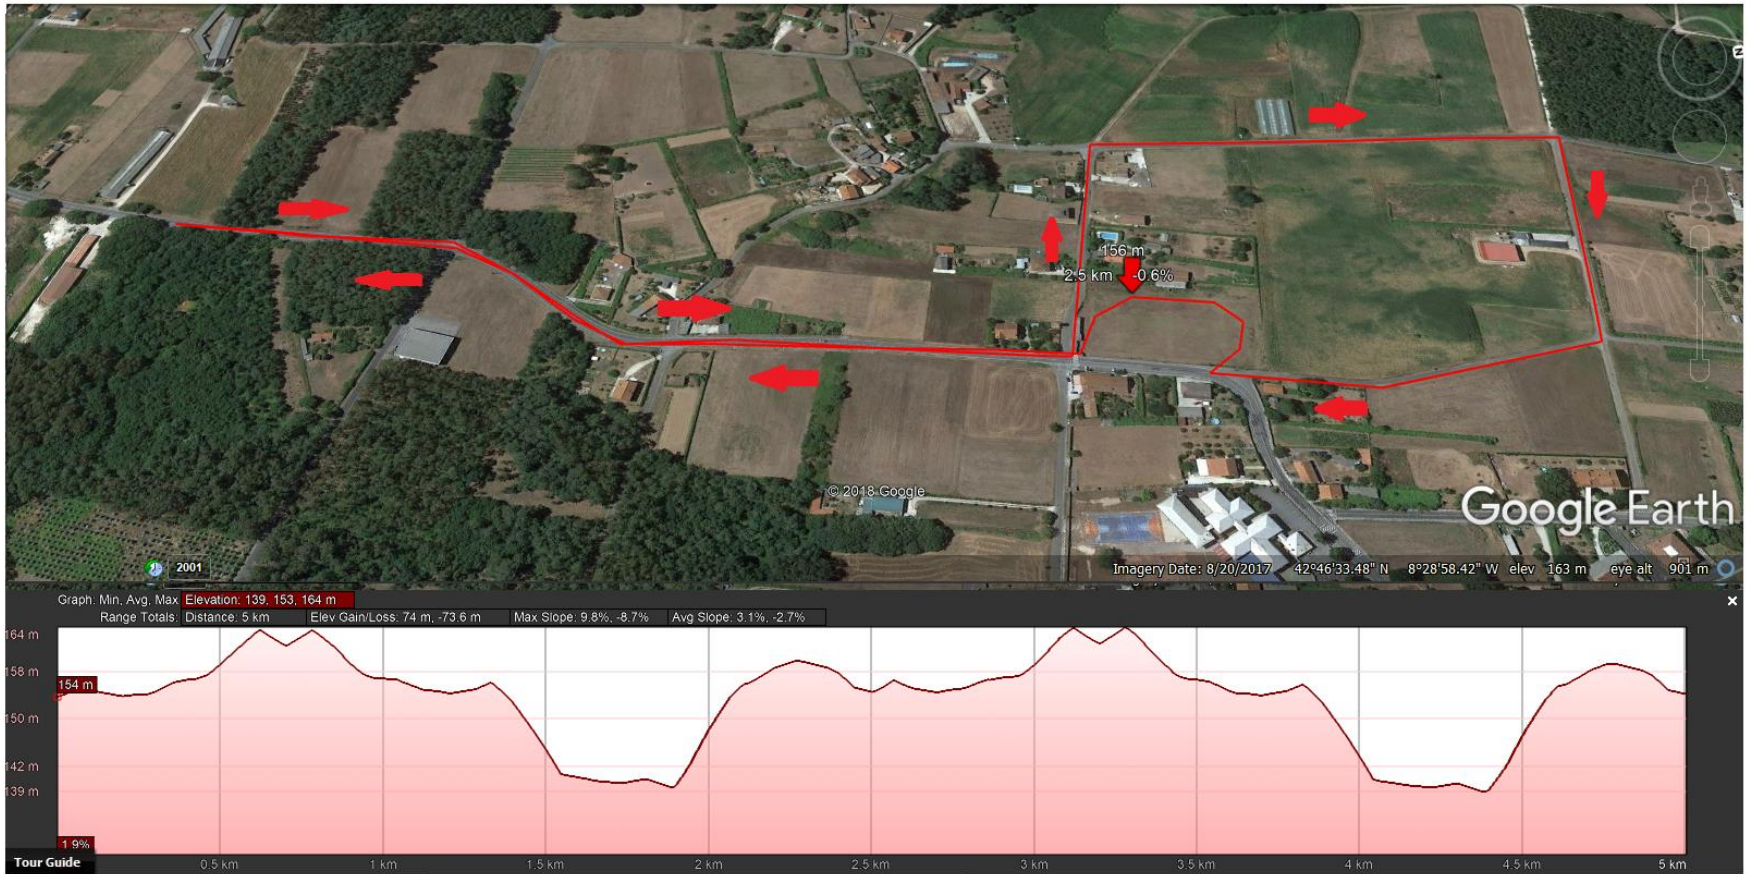 156 m
2.5 km -0.6%
© 2018 Google
Google Earth
2001
Imagery Date: 8/20/2017 42°46'33.48" N 8°28'58.42" W elev 163 m eye alt 901 m
Graph: Min, Avg, Max Elevation: 139, 153, 164 m
Range Totals: Distance: 5 km Elev Gain/Loss: 74 m, -73.6 m Max Slope: 9.8%, -8.7% Avg Slope: 3.1%, -2.7%
164 m
158 m
154 m
150 m
142 m
139 m
1.9%
Tour Guide
0.5 km 1 km 1.5 km 2 km 2.5 km 3 km 3.5 km 4 km 4.5 km 5 km